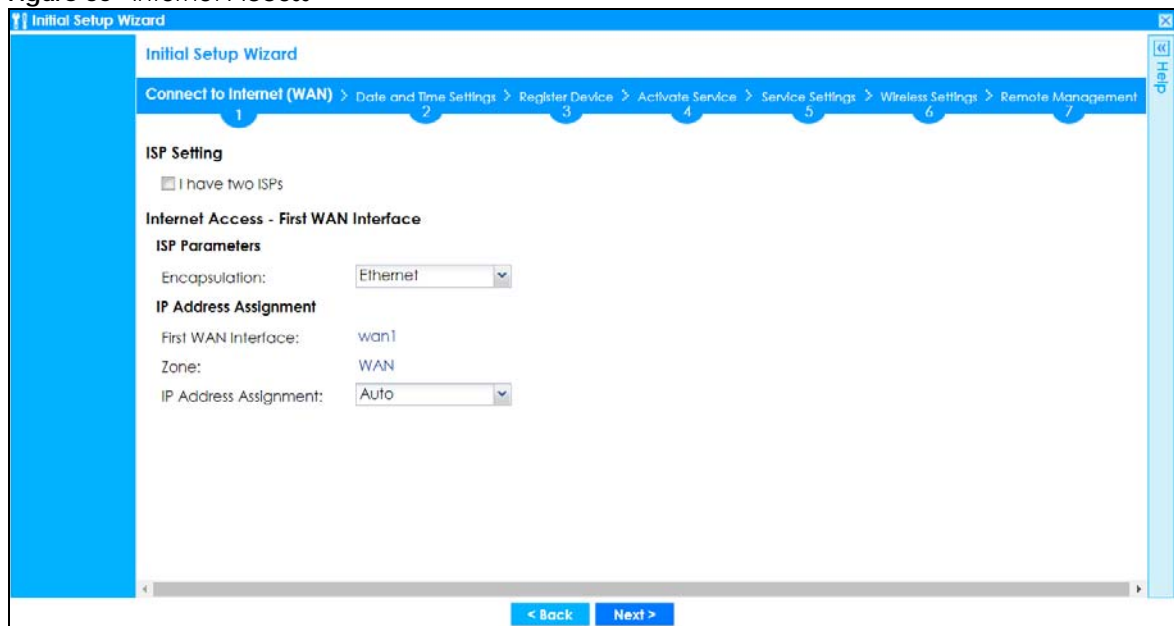 Initial Setup Wizard
Help
Initial Setup Wizard
Connect to Internet (WAN) > Date and Time Settings > Register Device > Activate Service > Service Settings > Wireless Settings > Remote Management
1 2 3 4 5 6 7
ISP Setting
I have two ISPs
Internet Access - First WAN Interface
ISP Parameters
Encapsulation: Ethernet
IP Address Assignment
First WAN Interface: wan1
Zone: WAN
IP Address Assignment: Auto
< Back Next >